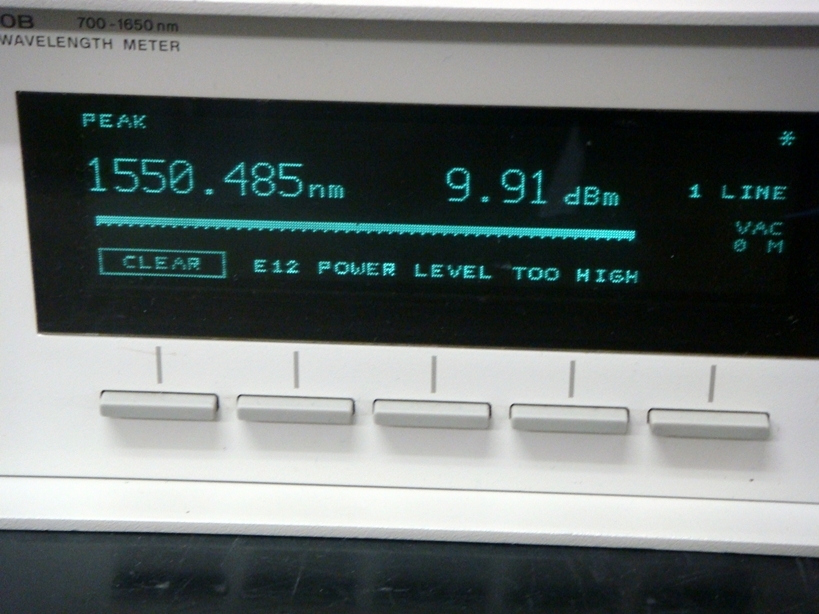 0B 700-1650 nm
WAVELENGTH METER
PEAK
*
1550.485nm 9.91 dBm 1 LINE
VAC
0 M
CLEAR E12 POWER LEVEL TOO HIGH